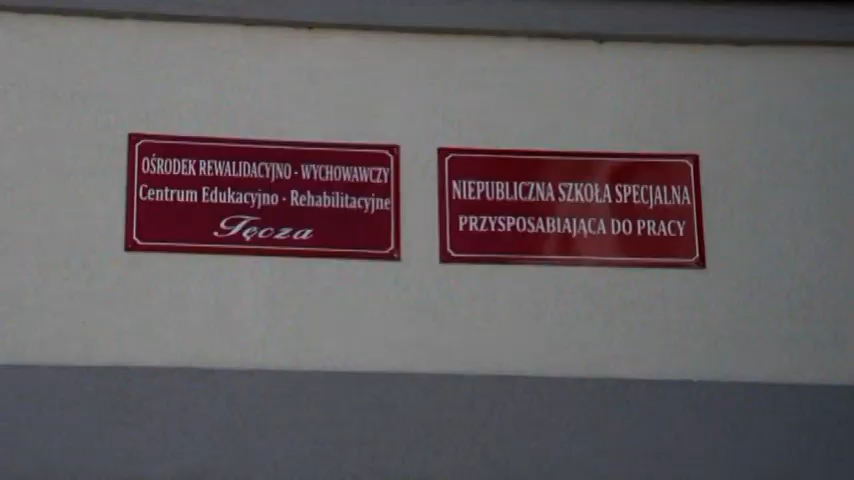 OŚRODEK REWALIDACYJNO - WYCHOWAWCZY
Centrum Edukacyjno - Rehabilitacyjne
Tęcza
NIEPUBLICZNA SZKOŁA SPECJALNA
PRZYSPOSABIAJĄCA DO PRACY